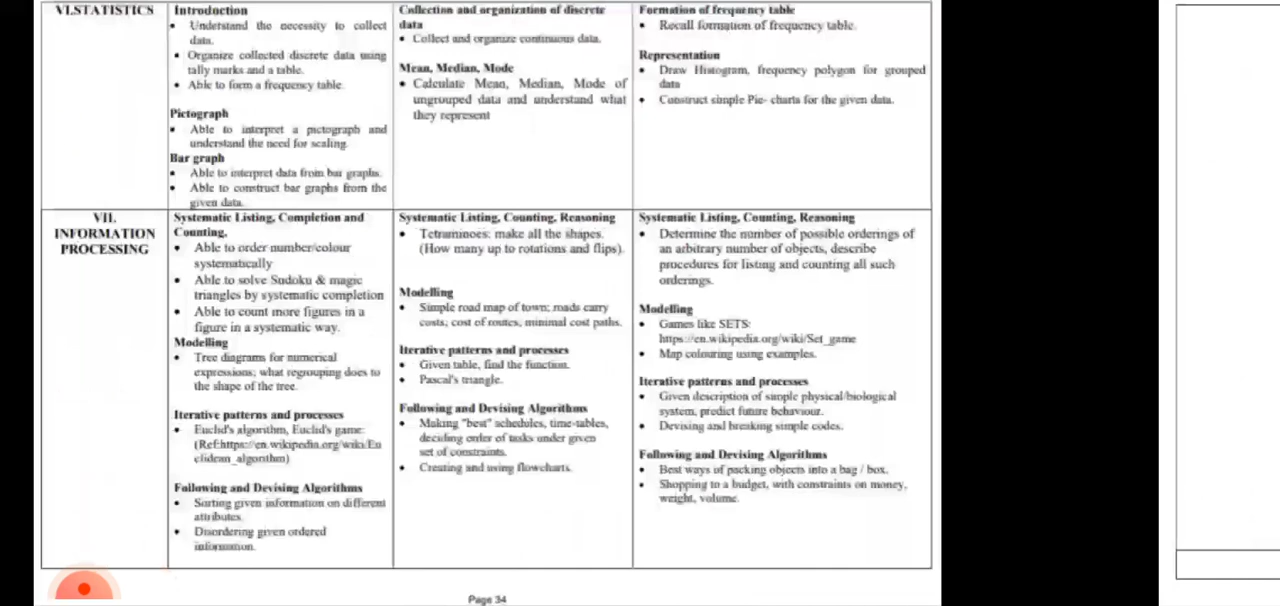 VI.STATISTICS
Introduction
• Understand the necessity to collect
data.
• Organize collected discrete data using
tally marks and a table.
• Able to form a frequency table.
Pictograph
• Able to interpret a pictograph and
understand the need for scaling.
Bar graph
• Able to interpret data from bar graphs.
• Able to construct bar graphs from the
given data.
Collection and organization of discrete
data
• Collect and organize continuous data.
Mean, Median, Mode
• Calculate Mean, Median, Mode of
ungrouped data and understand what
they represent
Formation of frequency table
• Recall formation of frequency table.
Representation
• Draw Histogram, frequency polygon for grouped
data
• Construct simple Pie- charts for the given data.
VII.
INFORMATION
PROCESSING
Systematic Listing, Completion and
Counting.
• Able to order number/colour
systematically
• Able to solve Sudoku & magic
triangles by systematic completion
• Able to count more figures in a
figure in a systematic way.
Modelling
• Tree diagrams for numerical
expressions; what regrouping does to
the shape of the tree.
Iterative patterns and processes
• Euclid's algorithm, Euclid's game:
(Ref:https://en.wikipedia.org/wiki/Eu
clidean_algorithm)
Following and Devising Algorithms
• Sorting given information on different
attributes.
• Disordering given ordered
information.
Systematic Listing, Counting, Reasoning
• Tetraminoes: make all the shapes.
(How many up to rotations and flips).
Modelling
• Simple road map of town; roads carry
costs, cost of routes, minimal cost paths.
Iterative patterns and processes
• Given table, find the function.
• Pascal's triangle.
Following and Devising Algorithms
• Making "best" schedules, time-tables,
deciding order of tasks under given
set of constraints.
• Creating and using flowcharts.
Systematic Listing, Counting, Reasoning
• Determine the number of possible orderings of
an arbitrary number of objects, describe
procedures for listing and counting all such
orderings.
Modelling
• Games like SETS:
https://en.wikipedia.org/wiki/Set_game
• Map colouring using examples.
Iterative patterns and processes
• Given description of simple physical/biological
system, predict future behaviour.
• Devising and breaking simple codes.
Following and Devising Algorithms
• Best ways of packing objects into a bag / box.
• Shopping to a budget, with constraints on money,
weight, volume.
Page 34